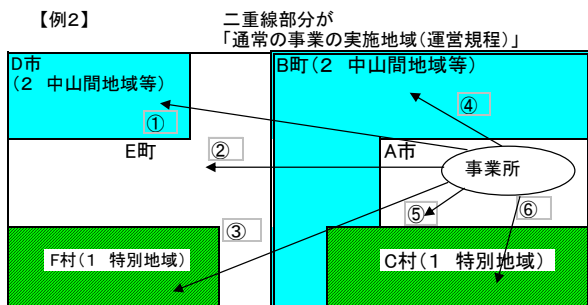 【例2】
二重線部分が
「通常の事業の実施地域(運営規程)」
D市
(2 中山間地域等)
B町(2 中山間地域等)
①
④
E町
②
A市
事業所
⑤
⑥
③
F村(1 特別地域)
C村(1 特別地域)